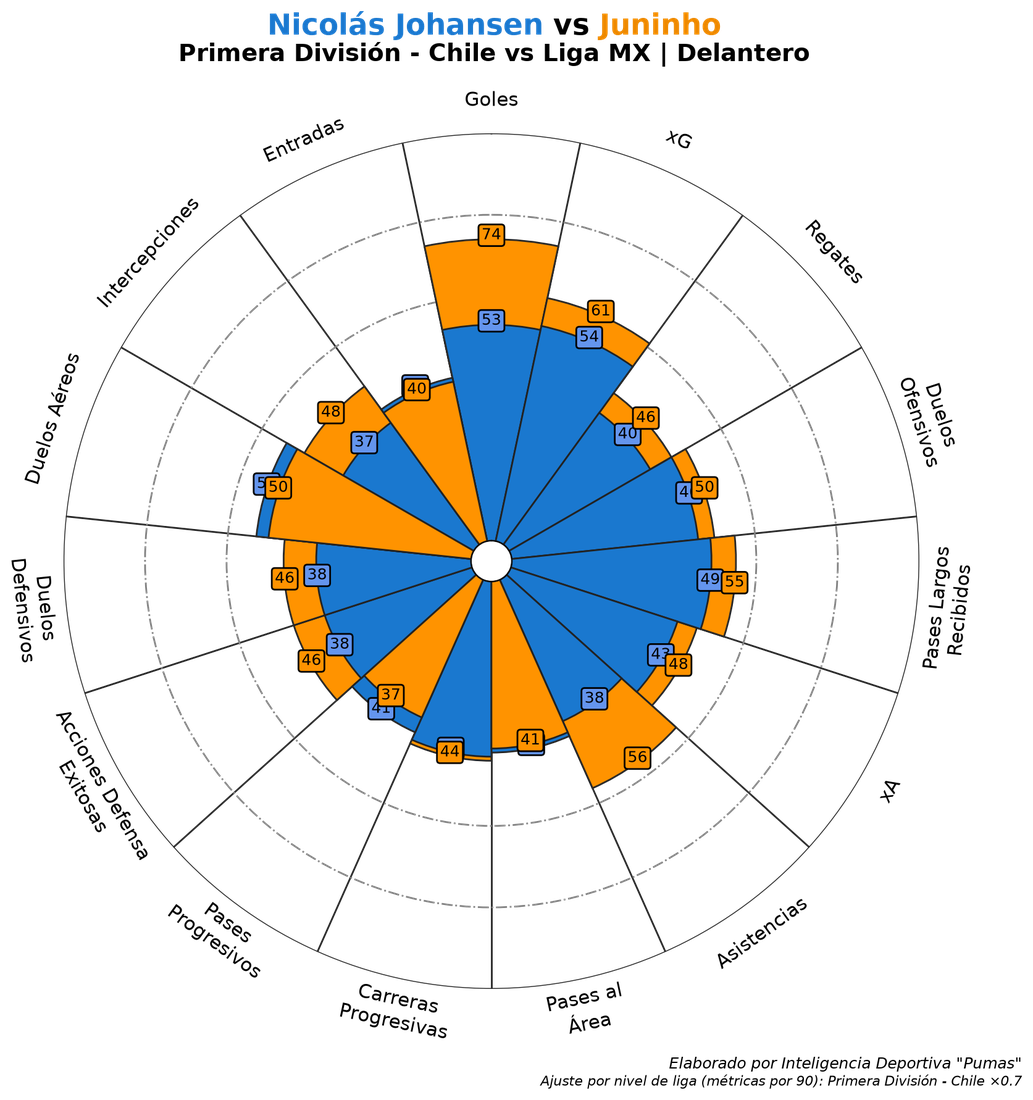 Nicolás Johansen vs Juninho
Primera División - Chile vs Liga MX | Delantero
Goles
xG
Regates
Duelos
Ofensivos
Pases Largos
Recibidos
xA
Asistencias
Pases al
Área
Carreras
Progresivas
Pases
Progresivos
Acciones Defensa
Exitosas
Duelos
Defensivos
Duelos Aéreos
Intercepciones
Entradas
74
53
61
54
46
40
50
55
49
48
43
56
38
41
44
37
41
46
38
46
38
50
48
37
40
Elaborado por Inteligencia Deportiva "Pumas"
Ajuste por nivel de liga (métricas por 90): Primera División - Chile ×0.7